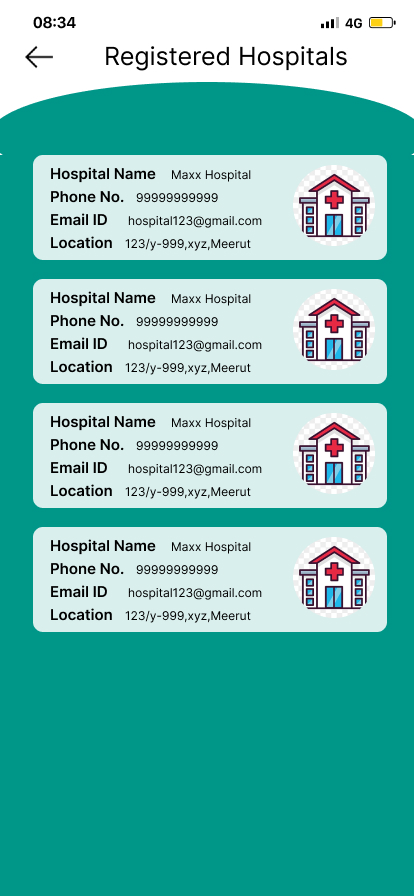 08:34 4G
Registered Hospitals
Hospital Name Maxx Hospital
Phone No. 99999999999
Email ID hospital123@gmail.com
Location 123/y-999,xyz,Meerut
Hospital Name Maxx Hospital
Phone No. 99999999999
Email ID hospital123@gmail.com
Location 123/y-999,xyz,Meerut
Hospital Name Maxx Hospital
Phone No. 99999999999
Email ID hospital123@gmail.com
Location 123/y-999,xyz,Meerut
Hospital Name Maxx Hospital
Phone No. 99999999999
Email ID hospital123@gmail.com
Location 123/y-999,xyz,Meerut